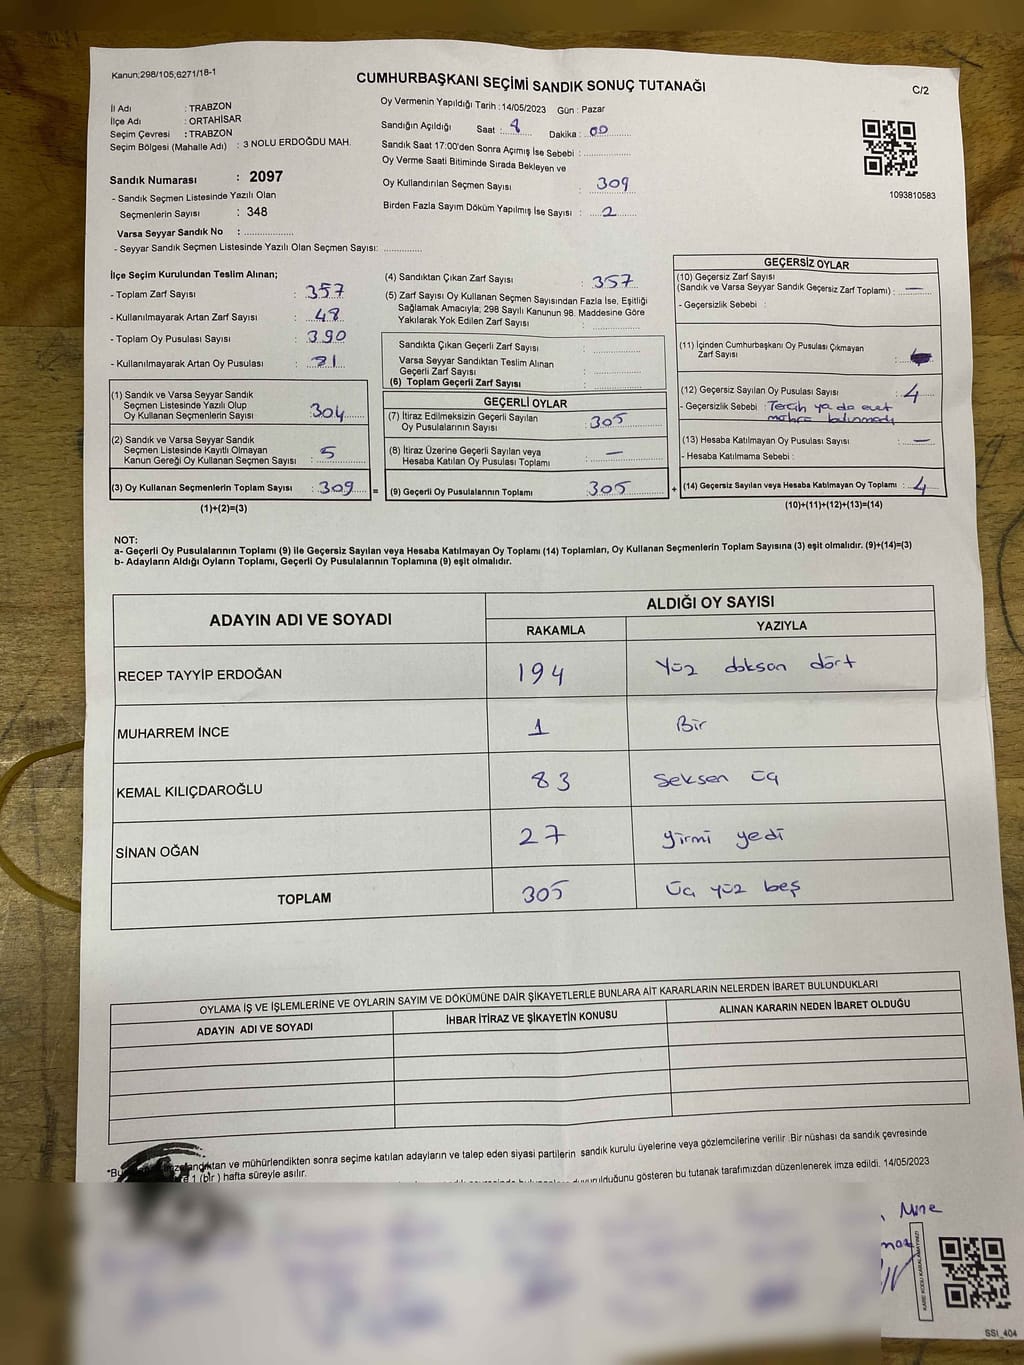 Kanun;298/105,6271/18-1
CUMHURBAŞKANI SEÇİMİ SANDIK SONUÇ TUTANAĞI
C/2
İl Adı : TRABZON
İlçe Adı : ORTAHİSAR
Seçim Çevresi : TRABZON
Seçim Bölgesi (Mahalle Adı) : 3 NOLU ERDOĞDU MAH.
Sandık Numarası : 2097
- Sandık Seçmen Listesinde Yazılı Olan
Seçmenlerin Sayısı : 348
Varsa Seyyar Sandık No :
- Seyyar Sandık Seçmen Listesinde Yazılı Olan Seçmen Sayısı:
Oy Vermenin Yapıldığı Tarih : 14/05/2023 Gün : Pazar
Sandığın Açıldığı Saat : 8 Dakika : 00
Sandık Saat 17:00'den Sonra Açımış İse Sebebi :
Oy Verme Saati Bitiminde Sırada Bekleyen ve
Oy Kullandırılan Seçmen Sayısı : 309
Birden Fazla Sayım Döküm Yapılmış İse Sayısı : 2
1093810583
İlçe Seçim Kurulundan Teslim Alınan;
- Toplam Zarf Sayısı : 357
- Kullanılmayarak Artan Zarf Sayısı : 48
- Toplam Oy Pusulası Sayısı : 390
- Kullanılmayarak Artan Oy Pusulası : 81
(1) Sandık ve Varsa Seyyar Sandık
Seçmen Listesinde Yazılı Olup
Oy Kullanan Seçmenlerin Sayısı : 304
(2) Sandık ve Varsa Seyyar Sandık
Seçmen Listesinde Kayıtlı Olmayan
Kanun Gereği Oy Kullanan Seçmen Sayısı : 5
(3) Oy Kullanan Seçmenlerin Toplam Sayısı : 309 =
(1)+(2)=(3)
(4) Sandıktan Çıkan Zarf Sayısı : 357
(5) Zarf Sayısı Oy Kullanan Seçmen Sayısından Fazla İse, Eşitliği
Sağlamak Amacıyla; 298 Sayılı Kanunun 98. Maddesine Göre
Yakılarak Yok Edilen Zarf Sayısı :
Sandıkta Çıkan Geçerli Zarf Sayısı :
Varsa Seyyar Sandıktan Teslim Alınan
Geçerli Zarf Sayısı :
(6) Toplam Geçerli Zarf Sayısı :
GEÇERLİ OYLAR
(7) İtiraz Edilmeksizin Geçerli Sayılan
Oy Pusulalarının Sayısı : 305
(8) İtiraz Üzerine Geçerli Sayılan veya
Hesaba Katılan Oy Pusulası Toplamı : —
(9) Geçerli Oy Pusulalarının Toplamı : 305 +
GEÇERSİZ OYLAR
(10) Geçersiz Zarf Sayısı
(Sandık ve Varsa Seyyar Sandık Geçersiz Zarf Toplamı) : —
- Geçersizlik Sebebi :
(11) İçinden Cumhurbaşkanı Oy Pusulası Çıkmayan
Zarf Sayısı :
(12) Geçersiz Sayılan Oy Pusulası Sayısı : 4
- Geçersizlik Sebebi : Tercih ya da evet
bulunmadı
(13) Hesaba Katılmayan Oy Pusulası Sayısı : —
- Hesaba Katılmama Sebebi :
(14) Geçersiz Sayılan veya Hesaba Katılmayan Oy Toplamı : 4
(10)+(11)+(12)+(13)=(14)
NOT:
a- Geçerli Oy Pusulalarının Toplamı (9) ile Geçersiz Sayılan veya Hesaba Katılmayan Oy Toplamı (14) Toplamları, Oy Kullanan Seçmenlerin Toplam Sayısına (3) eşit olmalıdır. (9)+(14)=(3)
b- Adayların Aldığı Oyların Toplamı, Geçerli Oy Pusulalarının Toplamına (9) eşit olmalıdır.
ADAYIN ADI VE SOYADI
ALDIĞI OY SAYISI
RAKAMLA YAZIYLA
RECEP TAYYİP ERDOĞAN 194 Yüz doksan dört
MUHARREM İNCE 1 Bir
KEMAL KILIÇDAROĞLU 83 Seksen üç
SİNAN OĞAN 27 yirmi yedi
TOPLAM 305 üç yüz beş
OYLAMA İŞ VE İŞLEMLERİNE VE OYLARIN SAYIM VE DÖKÜMÜNE DAİR ŞİKAYETLERLE BUNLARA AİT KARARLARIN NELERDEN İBARET BULUNDUKLARI
ADAYIN ADI VE SOYADI İHBAR İTİRAZ VE ŞİKAYETİN KONUSU ALINAN KARARIN NEDEN İBARET OLDUĞU
*Bu ve mühürlendikten sonra seçime katılan adayların ve talep eden siyasi partilerin sandık kurulu üyelerine veya gözlemcilerine verilir .Bir nüshası da sandık çevresinde
1 (bir ) hafta süreyle asılır.
gösteren bu tutanak tarafımızdan düzenlenerek imza edildi. 14/05/2023
Mine
KARE KODU KARALAMAYINIZ!
SSI_404